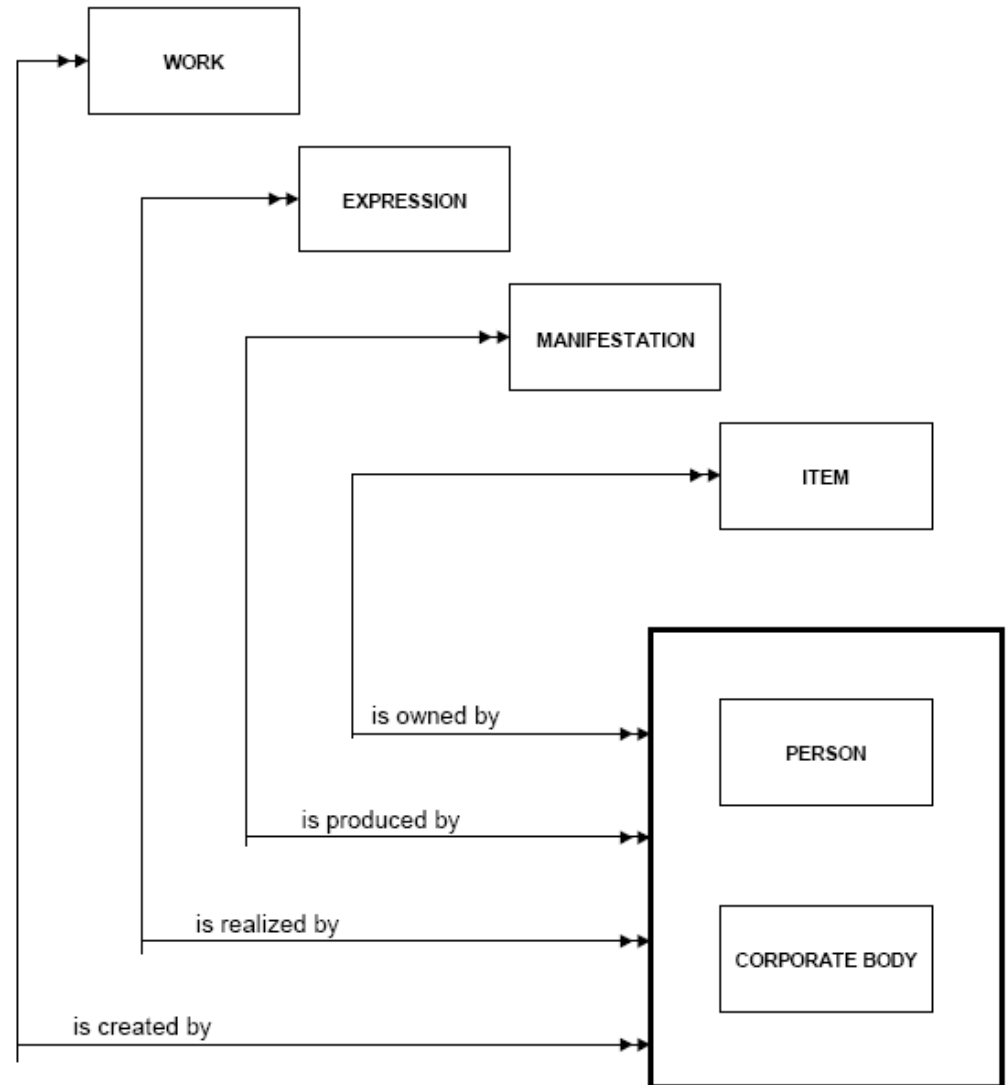 WORK
EXPRESSION
MANIFESTATION
ITEM
is owned by
PERSON
is produced by
is realized by
CORPORATE BODY
is created by